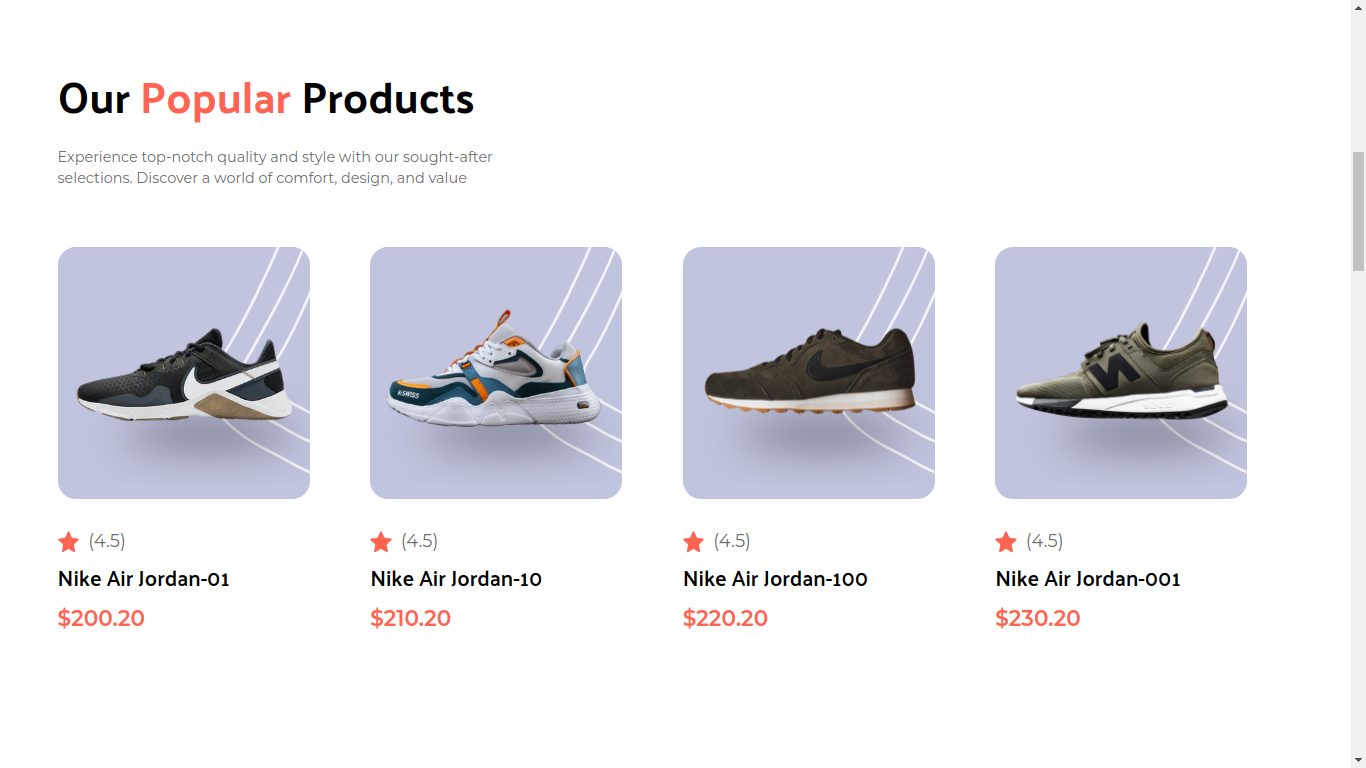 Our Popular Products
Experience top-notch quality and style with our sought-after
selections. Discover a world of comfort, design, and value
K·SWISS
(4.5)
Nike Air Jordan-01
$200.20
(4.5)
Nike Air Jordan-10
$210.20
(4.5)
Nike Air Jordan-100
$220.20
(4.5)
Nike Air Jordan-001
$230.20